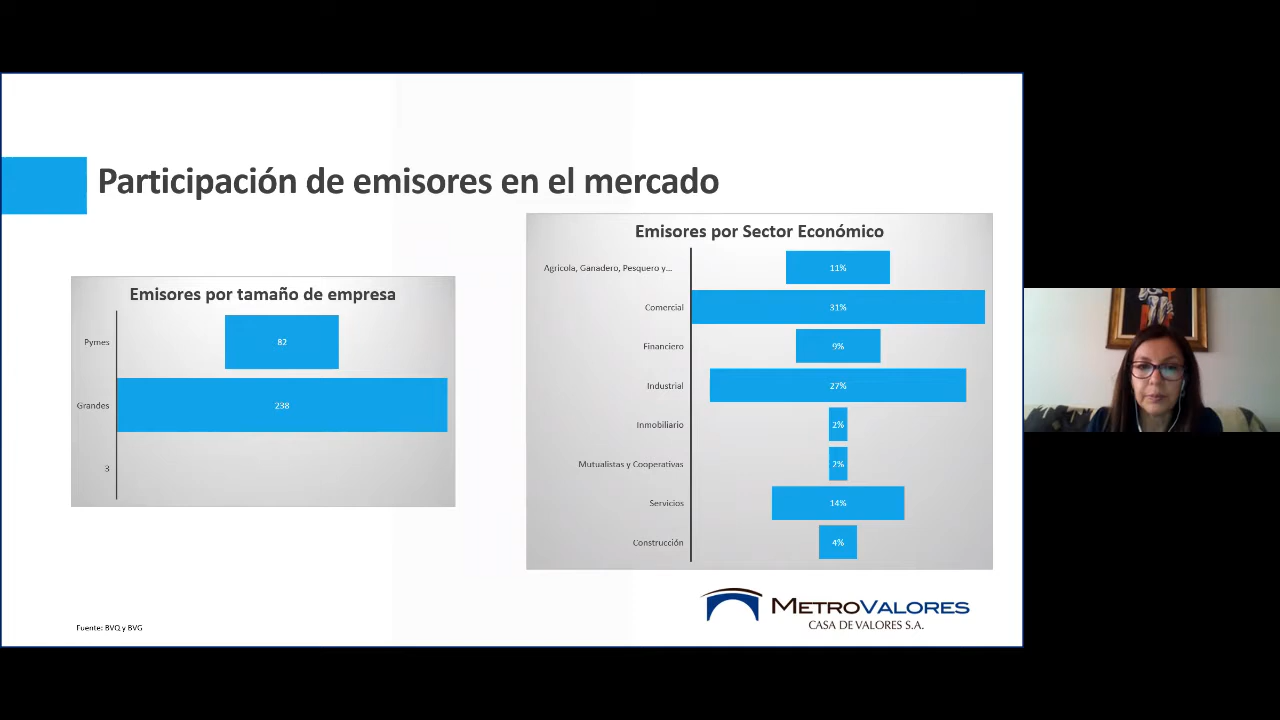 Participación de emisores en el mercado
Emisores por tamaño de empresa
Pymes
82
Grandes
238
3
Emisores por Sector Económico
Agricola, Ganadero, Pesquero y...
11%
Comercial
31%
Financiero
9%
Industrial
27%
Inmobiliario
2%
Mutualistas y Cooperativas
2%
Servicios
14%
Construcción
4%
METROVALORES
CASA DE VALORES S.A.
Fuente: BVQ y BVG